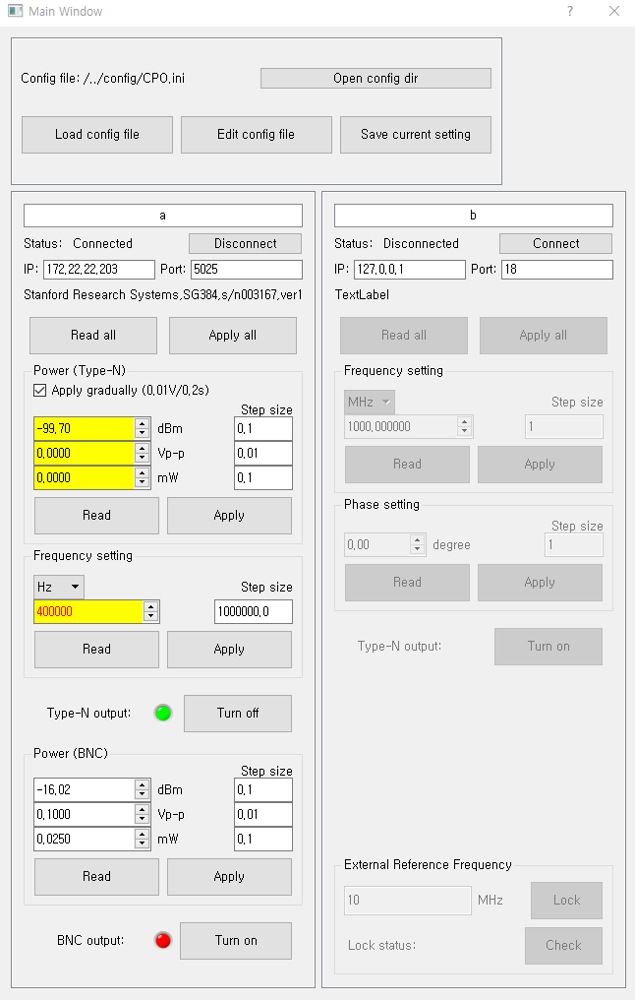 Main Window
?
Config file: /../config/CPO.ini
Open config dir
Load config file
Edit config file
Save current setting
a
Status: Connected
Disconnect
IP: 172.22.22.203 Port: 5025
Stanford Research Systems,SG384,s/n003167,ver1
Read all
Apply all
Power (Type-N)
Apply gradually (0.01V/0.2s)
Step size
-99.70 dBm 0.1
0.0000 Vp-p 0.01
0.0000 mW 0.1
Read
Apply
Frequency setting
Hz
Step size
400000
1000000.0
Read
Apply
Type-N output:
Turn off
Power (BNC)
Step size
-16.02 dBm 0.1
0.1000 Vp-p 0.01
0.0250 mW 0.1
Read
Apply
BNC output:
Turn on
b
Status: Disconnected
Connect
IP: 127.0.0.1 Port: 18
TextLabel
Read all
Apply all
Frequency setting
MHz
Step size
1000.000000
1
Read
Apply
Phase setting
Step size
0.00 degree 1
Read
Apply
Type-N output:
Turn on
External Reference Frequency
10 MHz
Lock
Lock status:
Check